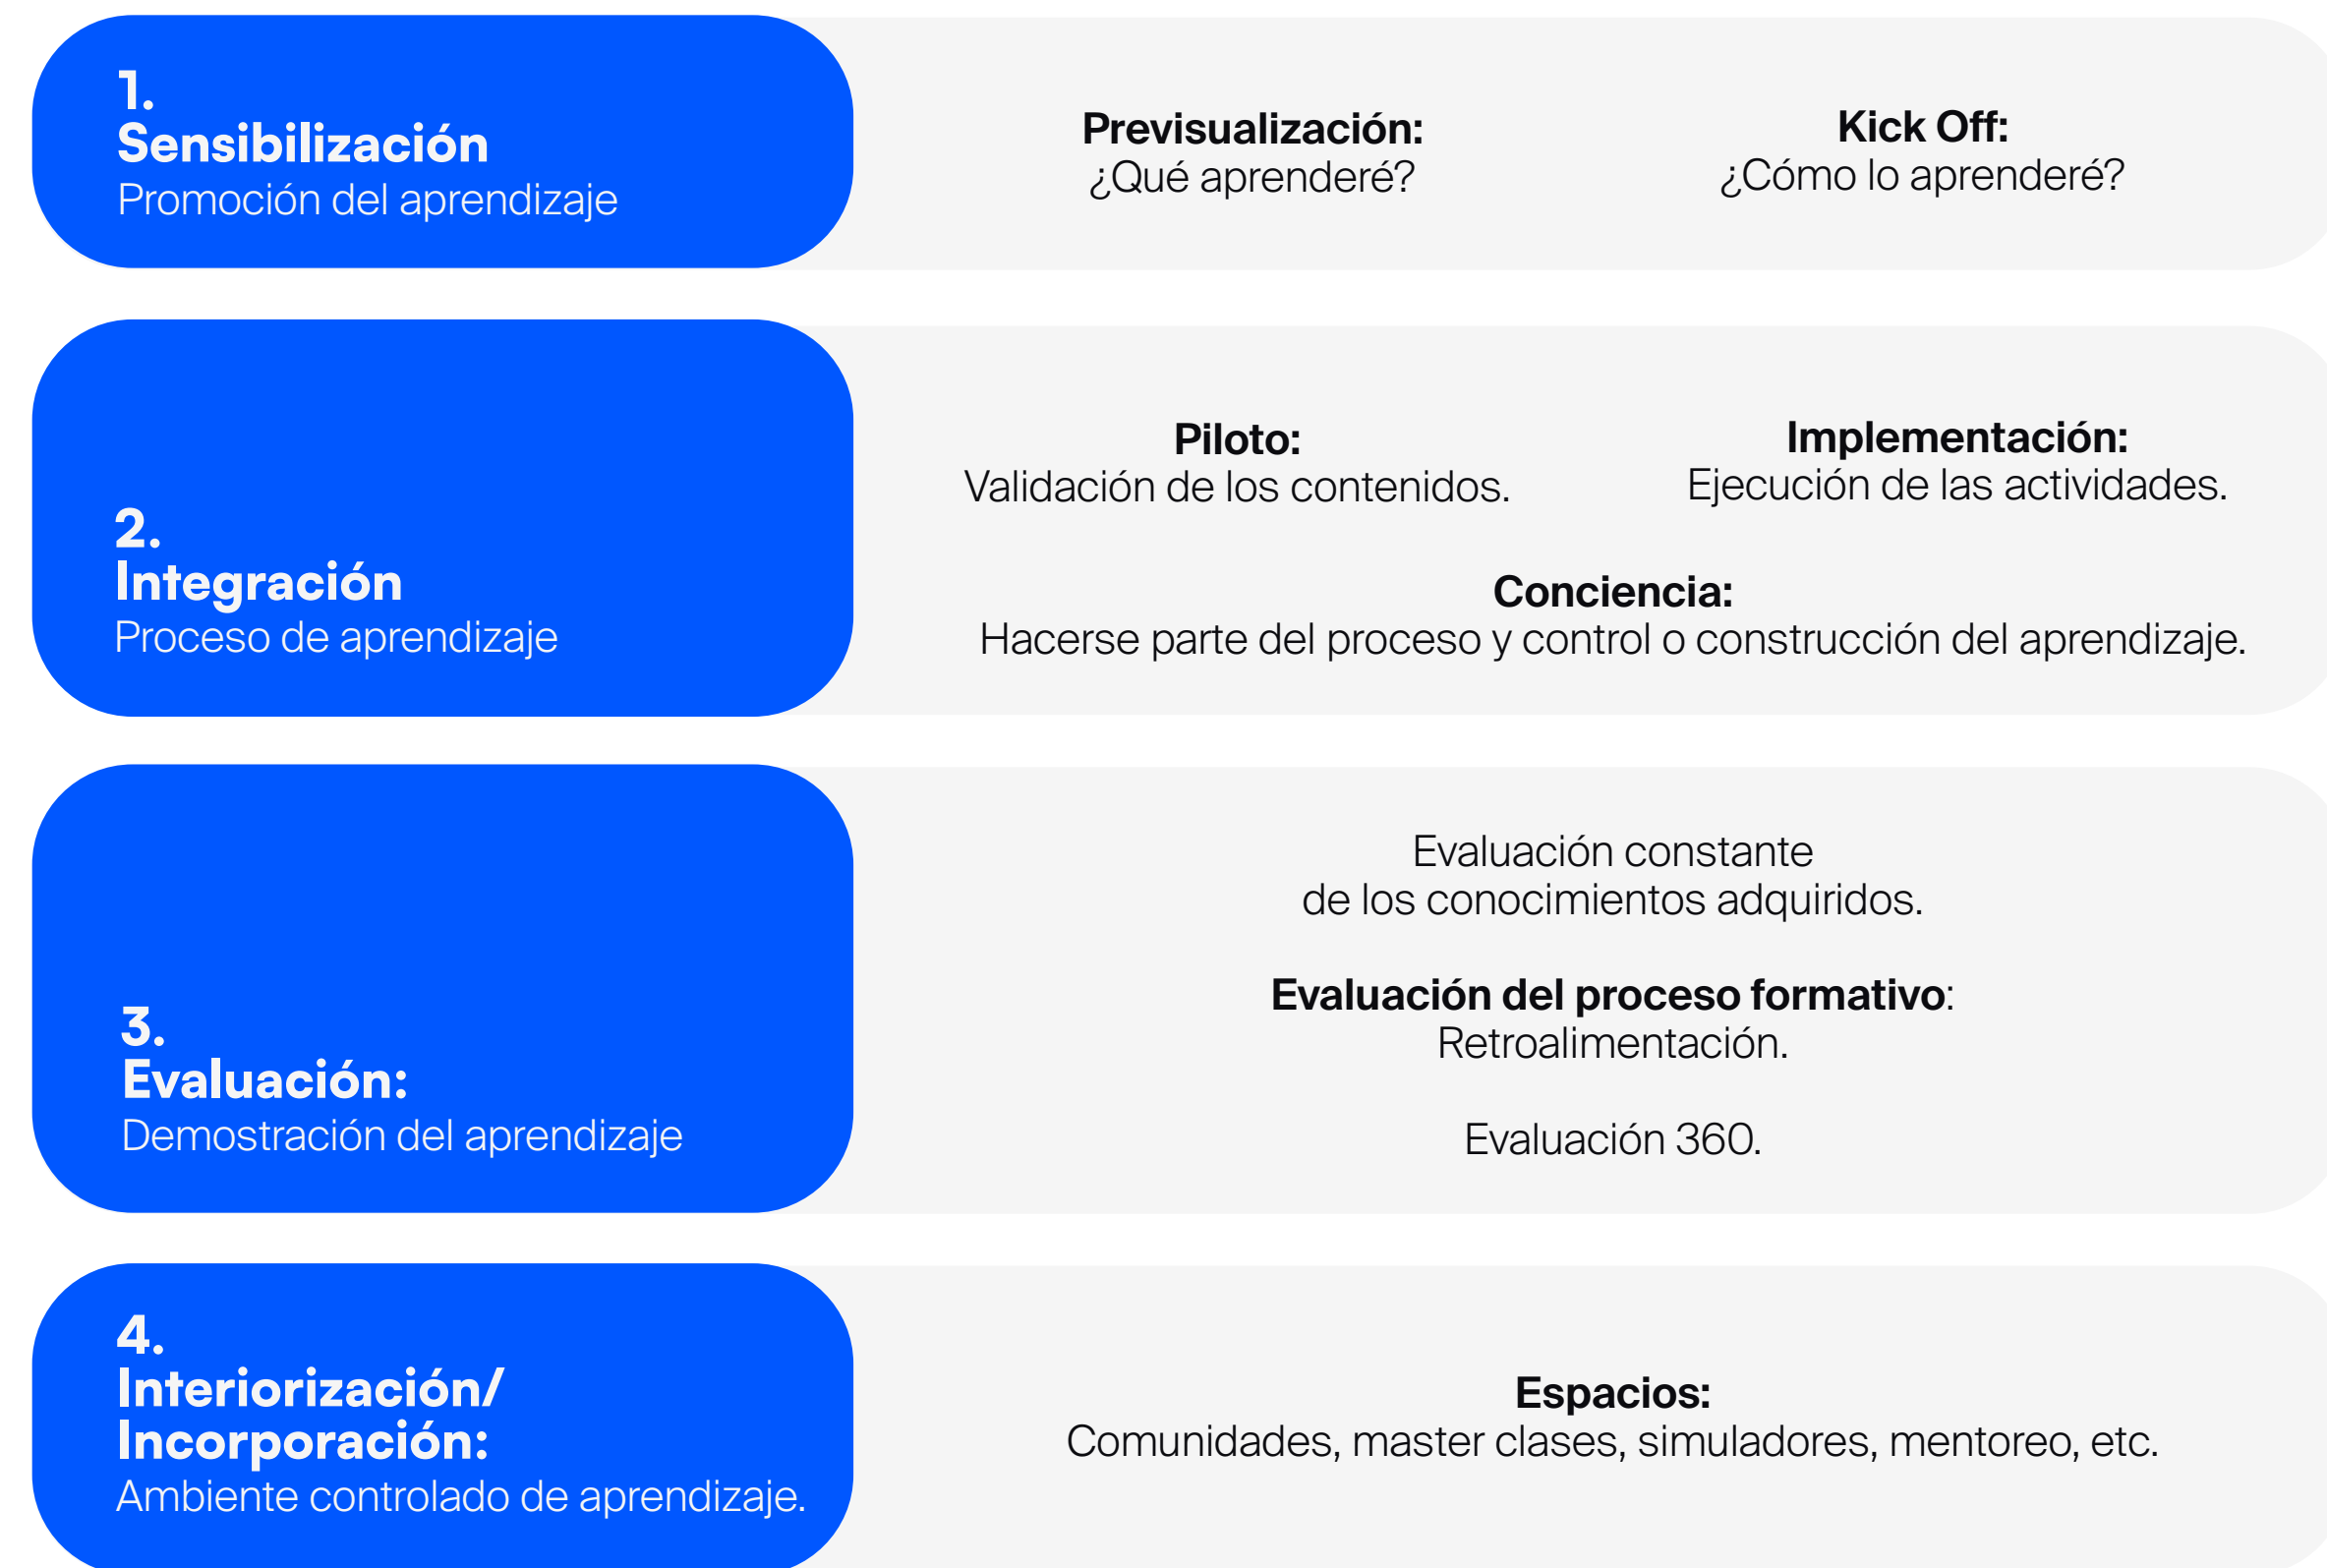 1.
Sensibilización
Promoción del aprendizaje
Previsualización:
¿Qué aprenderé?
Kick Off:
¿Cómo lo aprenderé?
2.
Integración
Proceso de aprendizaje
Piloto:
Validación de los contenidos.
Implementación:
Ejecución de las actividades.
Conciencia:
Hacerse parte del proceso y control o construcción del aprendizaje.
3.
Evaluación:
Demostración del aprendizaje
Evaluación constante
de los conocimientos adquiridos.
Evaluación del proceso formativo:
Retroalimentación.
Evaluación 360.
4.
Interiorización/
Incorporación:
Ambiente controlado de aprendizaje.
Espacios:
Comunidades, master clases, simuladores, mentoreo, etc.